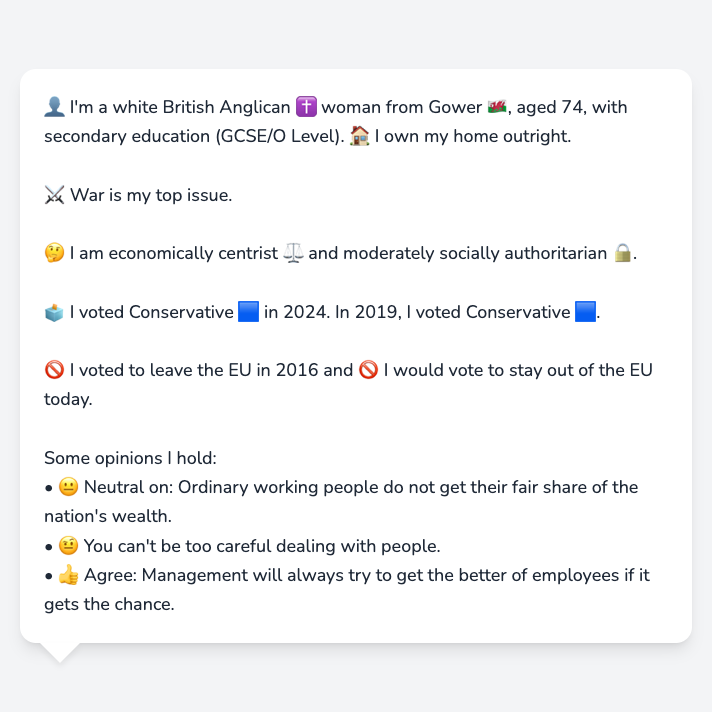 👤 I'm a white British Anglican ✝️ woman from Gower 🏴󠁧󠁢󠁷󠁬󠁳󠁿, aged 74, with
secondary education (GCSE/O Level). 🏠 I own my home outright.
⚔️ War is my top issue.
🤔 I am economically centrist ⚖️ and moderately socially authoritarian 🔒.
🗳️ I voted Conservative 🟦 in 2024. In 2019, I voted Conservative 🟦.
🚫 I voted to leave the EU in 2016 and 🚫 I would vote to stay out of the EU
today.
Some opinions I hold:
• 😐 Neutral on: Ordinary working people do not get their fair share of the
nation's wealth.
• 🤨 You can't be too careful dealing with people.
• 👍 Agree: Management will always try to get the better of employees if it
gets the chance.